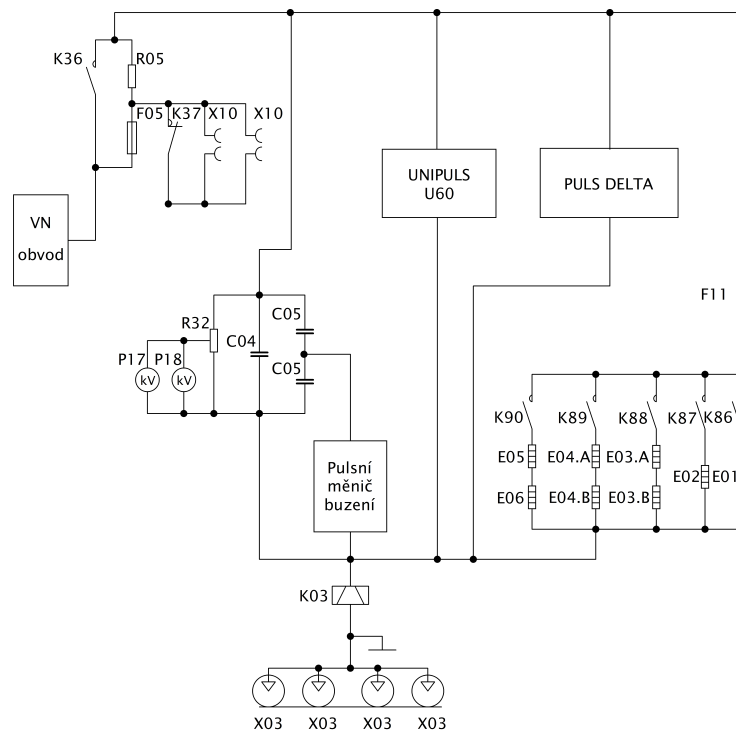 K36
R05
F05
K37
X10
X10
UNIPULS
U60
PULS DELTA
VN
obvod
F11
R32
C05
C04
P17
P18
C05
kV
kV
K90
K89
K88
K87
K86
E05
E04.A
E03.A
E02
E01
E06
E04.B
E03.B
Pulsní
měnič
buzení
K03
X03
X03
X03
X03